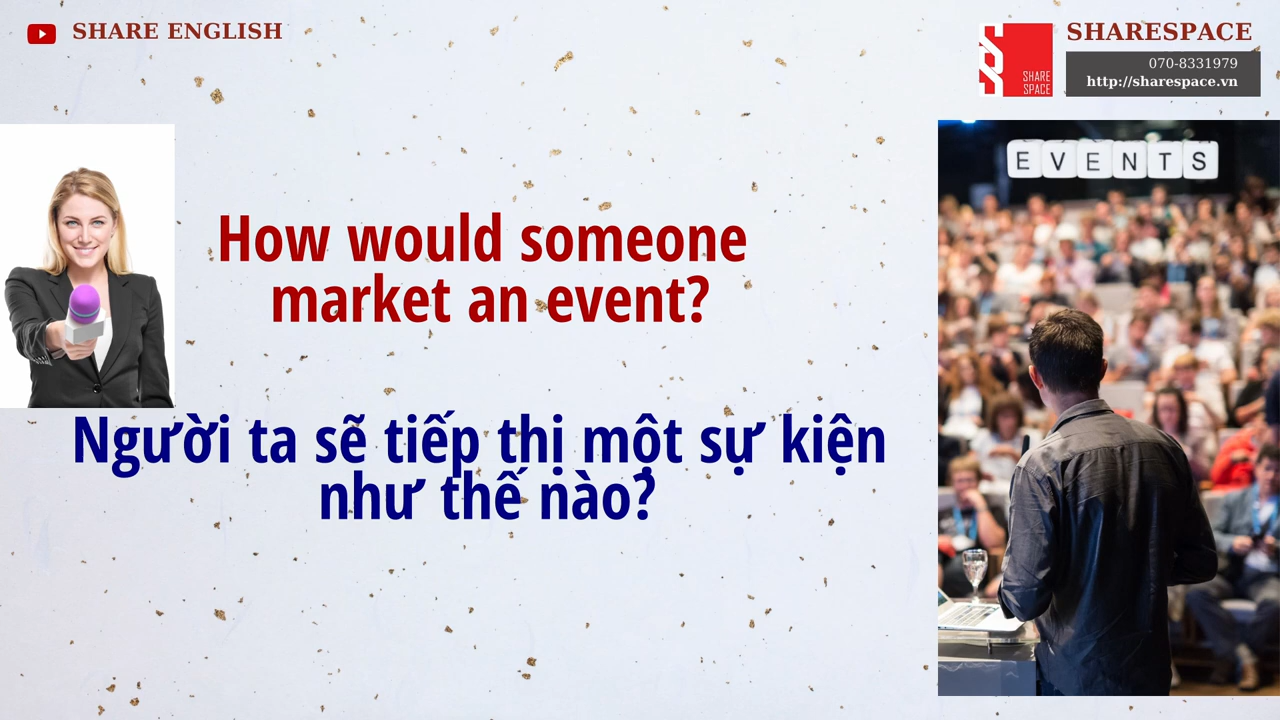 SHARE ENGLISH
SHARESPACE
070-8331979
http://sharespace.vn
SHARE
SPACE
EVENTS
How would someone
market an event?
Người ta sẽ tiếp thị một sự kiện
như thế nào?